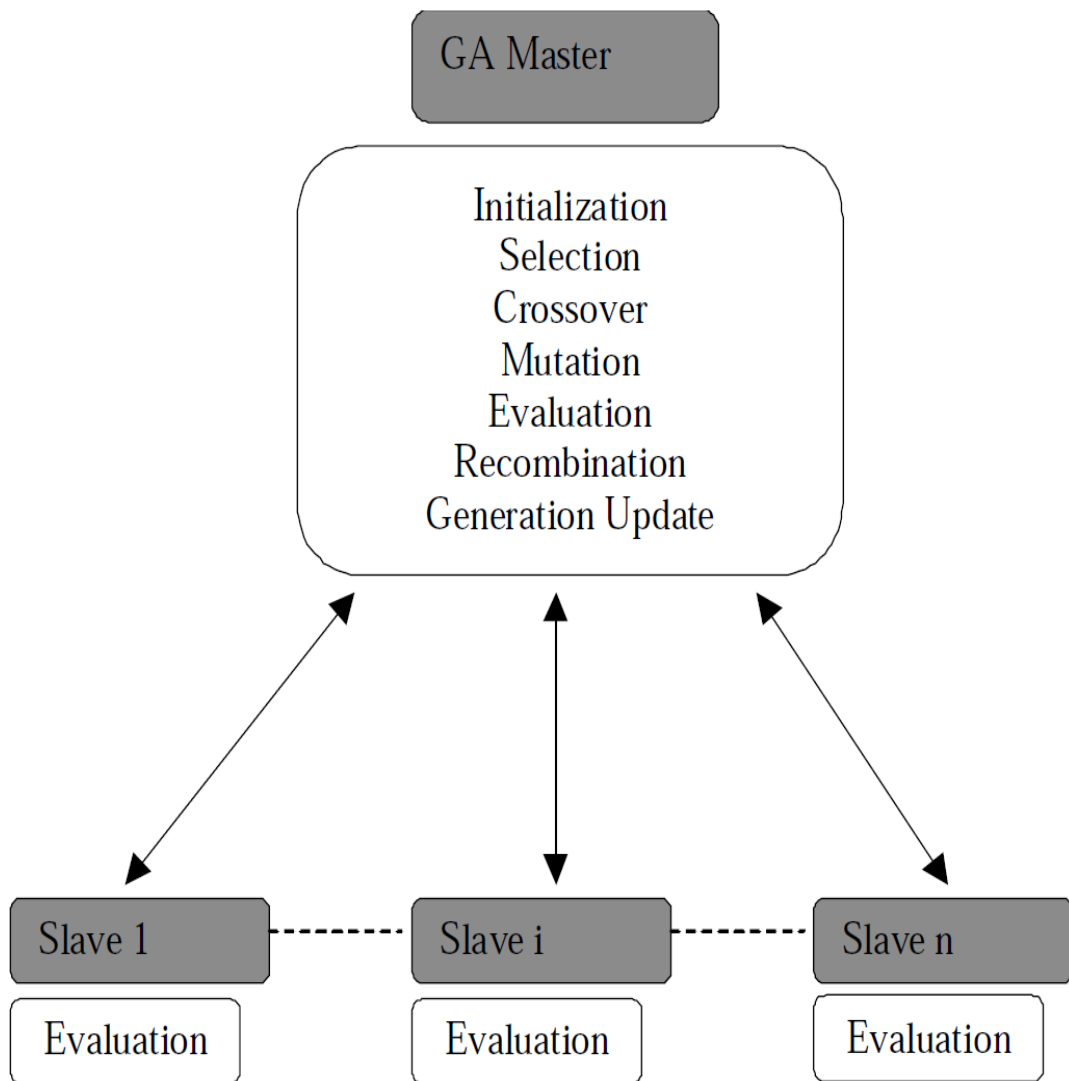 GA Master
Initialization
Selection
Crossover
Mutation
Evaluation
Recombination
Generation Update
Slave 1
Slave i
Slave n
Evaluation
Evaluation
Evaluation